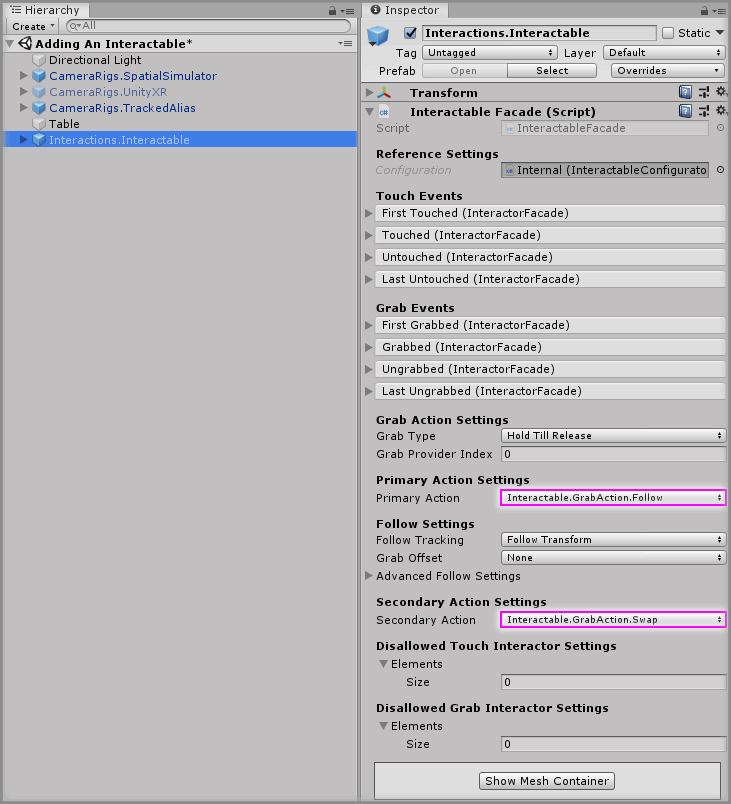 Hierarchy
Create
All
Adding An Interactable*
Directional Light
CameraRigs.SpatialSimulator
CameraRigs.UnityXR
CameraRigs.TrackedAlias
Table
Interactions.Interactable
Inspector
Interactions.Interactable
Static
Tag Untagged Layer Default
Prefab Open Select Overrides
Transform
Interactable Facade (Script)
Script InteractableFacade
Reference Settings
Configuration Internal (InteractableConfigurato
Touch Events
First Touched (InteractorFacade)
Touched (InteractorFacade)
Untouched (InteractorFacade)
Last Untouched (InteractorFacade)
Grab Events
First Grabbed (InteractorFacade)
Grabbed (InteractorFacade)
Ungrabbed (InteractorFacade)
Last Ungrabbed (InteractorFacade)
Grab Action Settings
Grab Type Hold Till Release
Grab Provider Index 0
Primary Action Settings
Primary Action Interactable.GrabAction.Follow
Follow Settings
Follow Tracking Follow Transform
Grab Offset None
Advanced Follow Settings
Secondary Action Settings
Secondary Action Interactable.GrabAction.Swap
Disallowed Touch Interactor Settings
Elements
Size 0
Disallowed Grab Interactor Settings
Elements
Size 0
Show Mesh Container